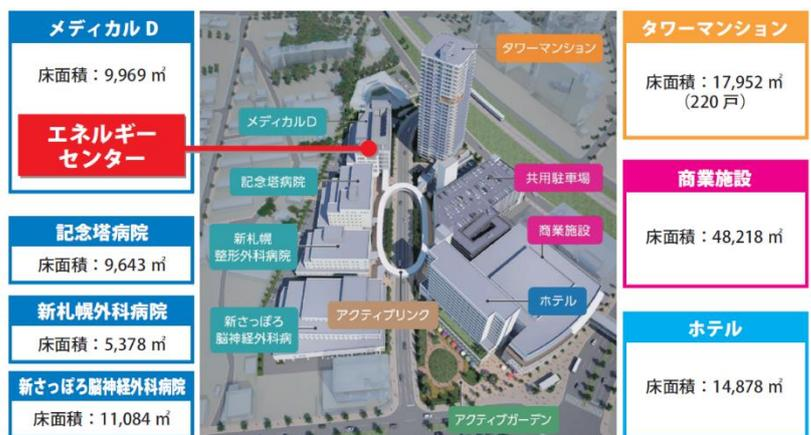 メディカルD
床面積：9,969 ㎡
エネルギー
センター
記念塔病院
床面積：9,643 ㎡
新札幌外科病院
床面積：5,378 ㎡
新さっぽろ脳神経外科病院
床面積：11,084 ㎡
タワーマンション
メディカルD
記念塔病院
共用駐車場
新札幌
整形外科病院
商業施設
ホテル
アクティブリンク
新さっぽろ
脳神経外科病
アクティブガーデン
タワーマンション
床面積：17,952 ㎡
（220 戸）
商業施設
床面積：48,218 ㎡
ホテル
床面積：14,878 ㎡